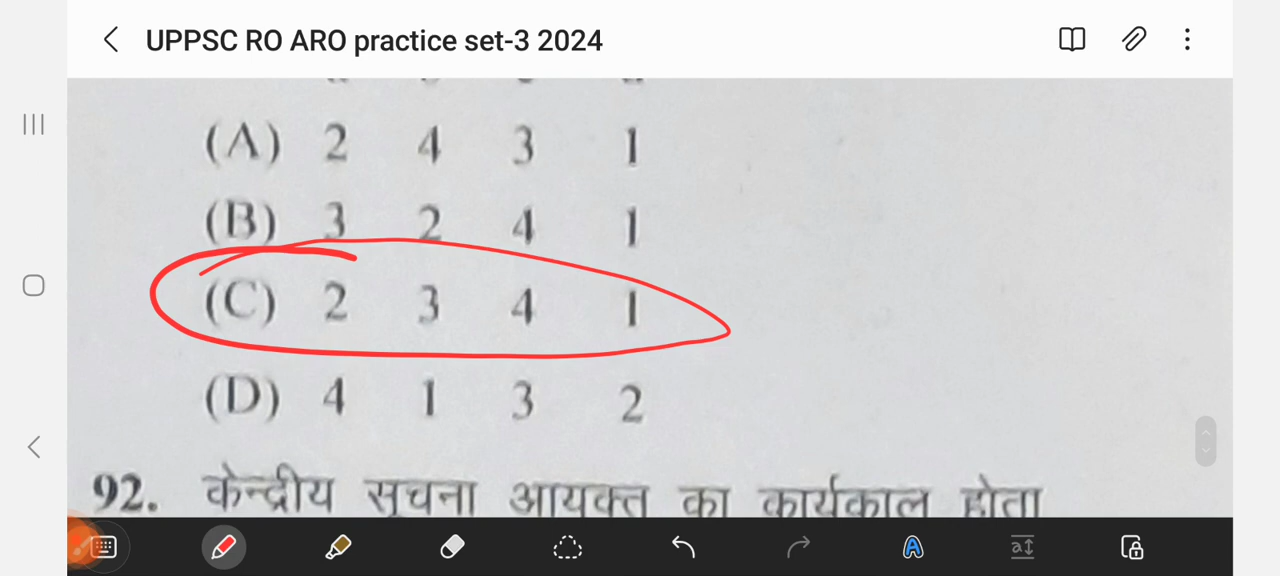 UPPSC RO ARO practice set-3 2024
(A) 2 4 3 1
(B) 3 2 4 1
(C) 2 3 4 1
(D) 4 1 3 2
92. केन्द्रीय सूचना आयुक्त का कार्यकाल होता